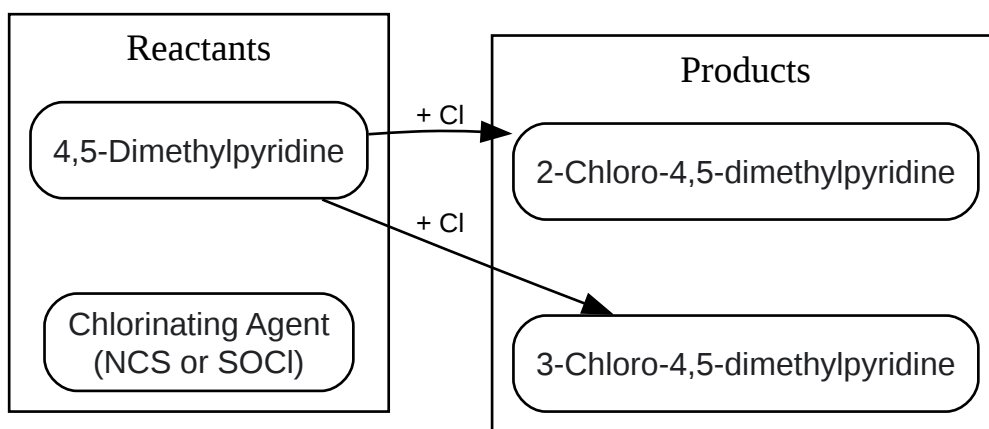 Reactants
4,5-Dimethylpyridine
Chlorinating Agent
(NCS or SOCl)
+ Cl
+ Cl
Products
2-Chloro-4,5-dimethylpyridine
3-Chloro-4,5-dimethylpyridine